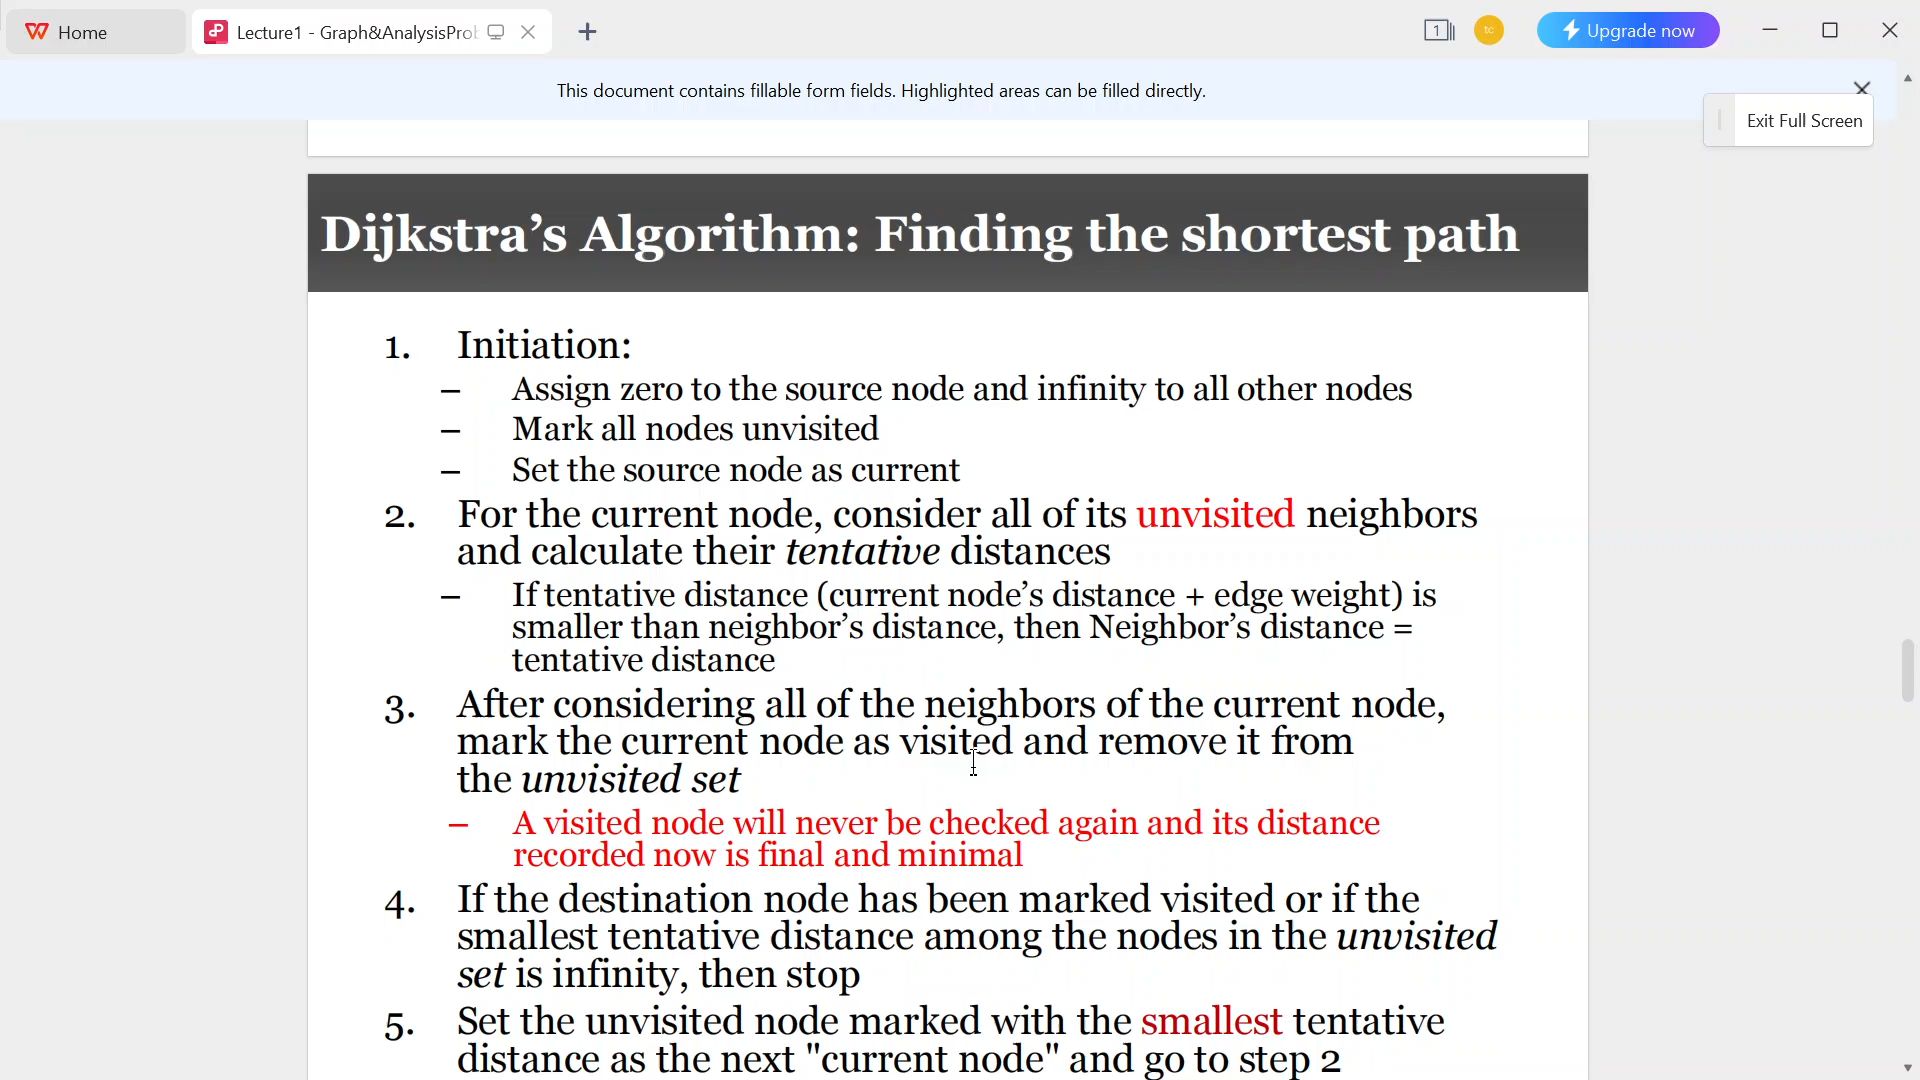 Home
Lecture1 - Graph&AnalysisProb
1
tc
Upgrade now
This document contains fillable form fields. Highlighted areas can be filled directly.
Exit Full Screen
Dijkstra’s Algorithm: Finding the shortest path
1. Initiation:
– Assign zero to the source node and infinity to all other nodes
– Mark all nodes unvisited
– Set the source node as current
2. For the current node, consider all of its unvisited neighbors
and calculate their tentative distances
– If tentative distance (current node’s distance + edge weight) is
smaller than neighbor’s distance, then Neighbor’s distance =
tentative distance
3. After considering all of the neighbors of the current node,
mark the current node as visited and remove it from
the unvisited set
– A visited node will never be checked again and its distance
recorded now is final and minimal
4. If the destination node has been marked visited or if the
smallest tentative distance among the nodes in the unvisited
set is infinity, then stop
5. Set the unvisited node marked with the smallest tentative
distance as the next "current node" and go to step 2